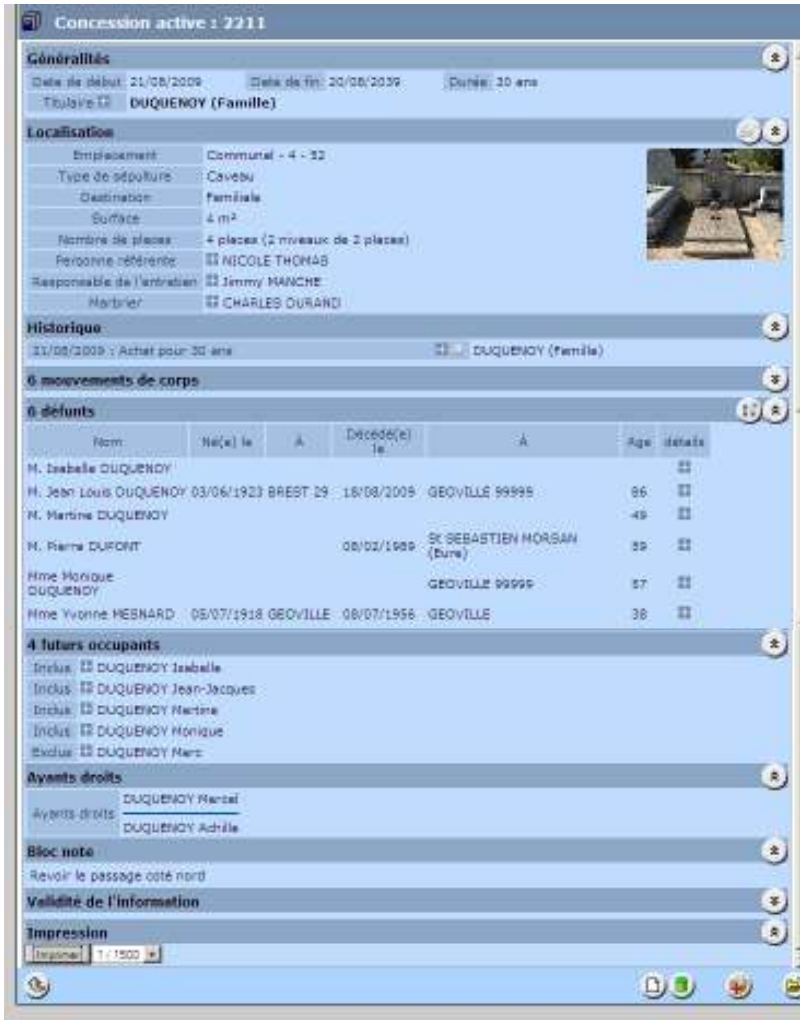 Concession active : 2211
Généralités
Date de début 21/08/2009 Date de fin 20/08/2039 Durée 30 ans
Titulaire DUQUENOY (Famille)
Localisation
Emplacement Communal - 4 - 52
Type de sépulture Caveau
Destination Familiale
Surface 4 m²
Nombre de places 4 places (2 niveaux de 2 places)
Personne référente NICOLE THOMAS
Responsable de l'entretien Jimmy MANCHE
Marbrier CHARLES DURAND
Historique
21/08/2009 : Achat pour 30 ans DUQUENOY (Famille)
6 mouvements de corps
6 défunts
Nom Né(e) le À Décédé(e) le À Age détails
M. Isabelle DUQUENOY
M. Jean Louis DUQUENOY 03/06/1923 BREST 29 18/08/2009 GEOVILLE 99999 86
M. Martine DUQUENOY 49
M. Pierre DUFONT 08/02/1989 St SEBASTIEN MORSAN (Eure) 89
Mme Monique DUQUENOY GEOVILLE 99999 57
Mme Yvonne MESNARD 05/07/1918 GEOVILLE 08/07/1956 GEOVILLE 38
4 futurs occupants
Inclus DUQUENOY Isabelle
Inclus DUQUENOY Jean-Jacques
Inclus DUQUENOY Martine
Inclus DUQUENOY Monique
Exclus DUQUENOY Marc
Ayants droits
DUQUENOY Marcel
Ayants droits
DUQUENOY Achille
Bloc note
Revoir le passage coté nord
Validité de l'information
Impression
Imprimer 1 / 1500